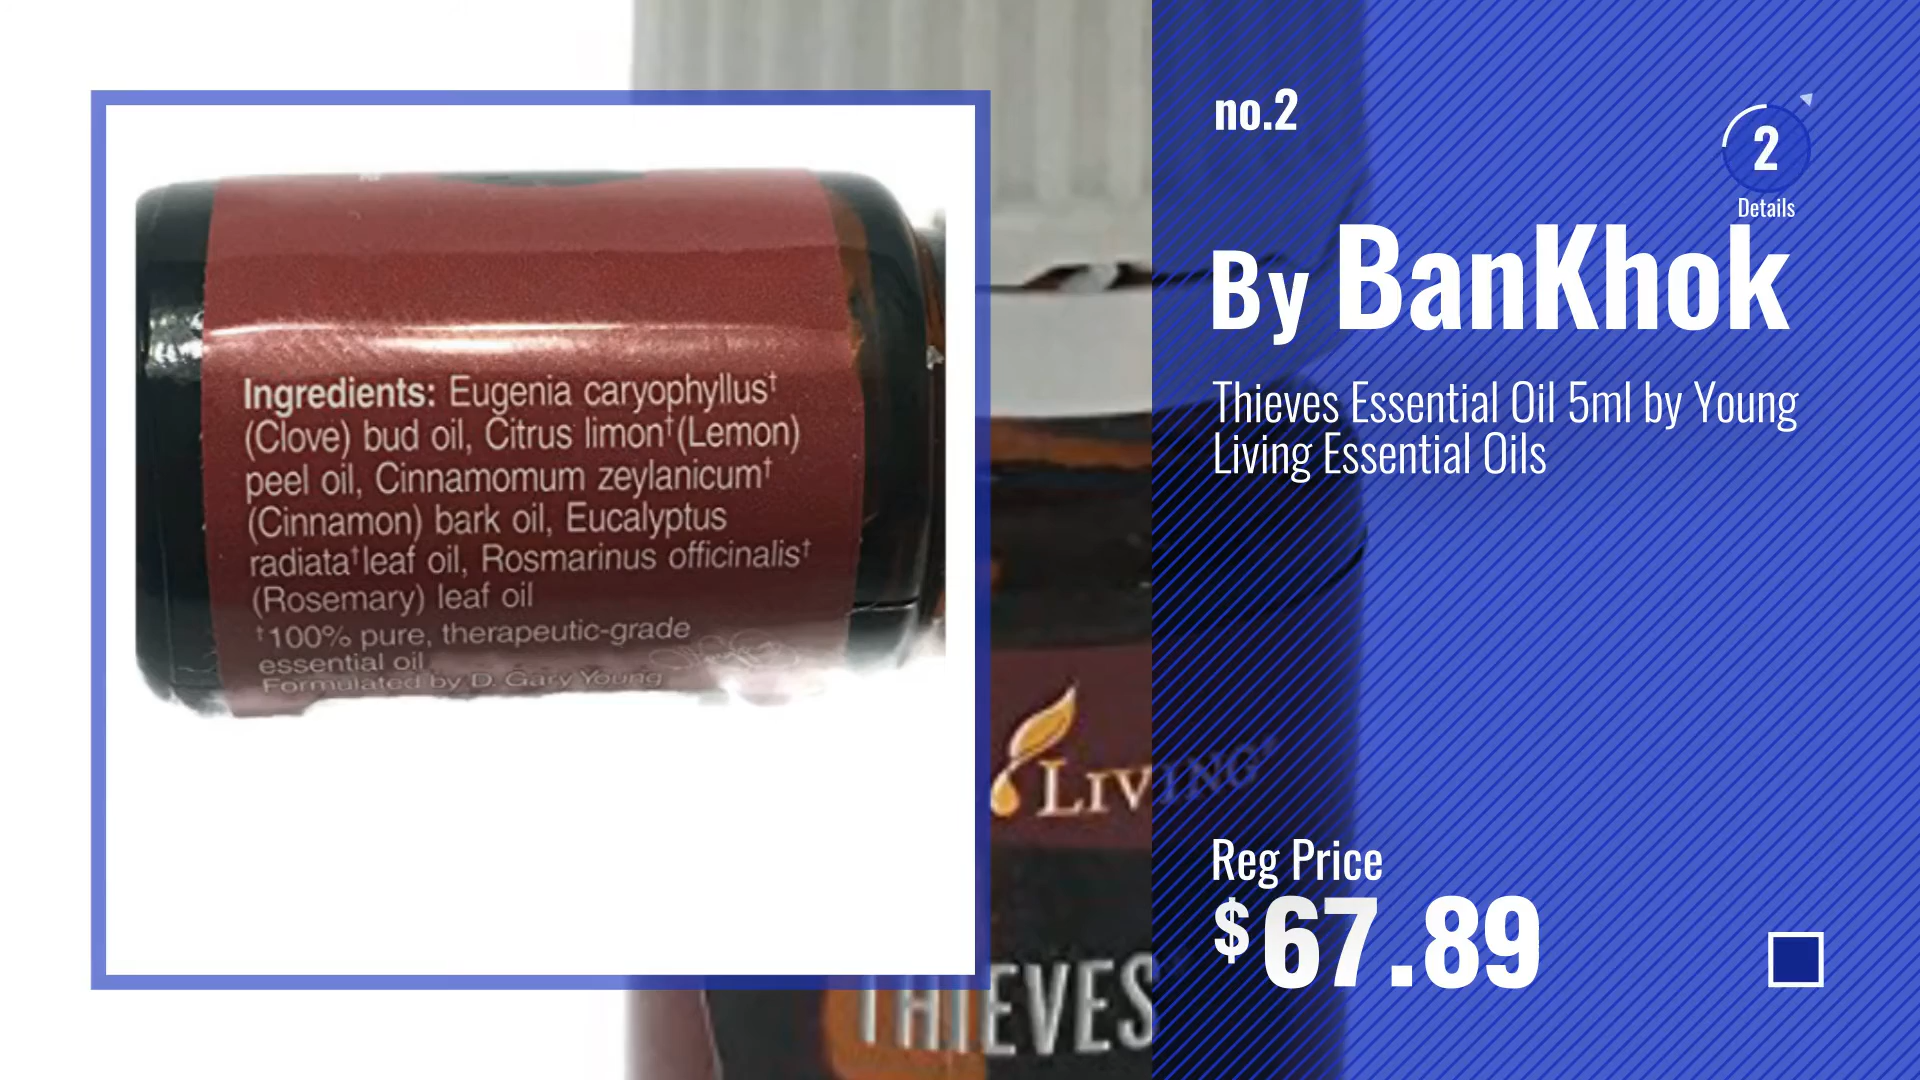 Ingredients: Eugenia caryophyllus†
(Clove) bud oil, Citrus limon†(Lemon)
peel oil, Cinnamomum zeylanicum†
(Cinnamon) bark oil, Eucalyptus
radiata†leaf oil, Rosmarinus officinalis†
(Rosemary) leaf oil
†100% pure, therapeutic-grade
essential oil
Formulated by D. Gary Young
LIVING
THIEVES
no.2
2
Details
By BanKhok
Thieves Essential Oil 5ml by Young
Living Essential Oils
Reg Price
$67.89